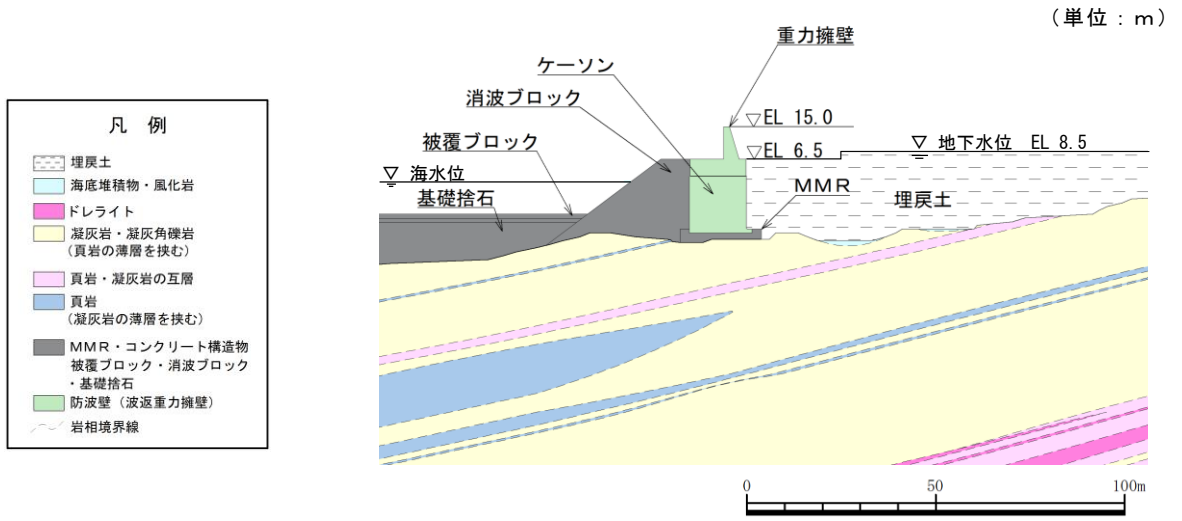 (単位：m)
重力擁壁
ケーソン
消波ブロック
▽EL 15.0
被覆ブロック
▽EL 6.5
▽ 地下水位 EL 8.5
▽ 海水位
基礎捨石
MMR
埋戻土
凡 例
埋戻土
海底堆積物・風化岩
ドレライト
凝灰岩・凝灰角礫岩
(頁岩の薄層を挟む)
頁岩・凝灰岩の互層
頁岩
(凝灰岩の薄層を挟む)
MMR・コンクリート構造物
被覆ブロック・消波ブロック
・基礎捨石
防波壁（波返重力擁壁）
岩相境界線
0 50 100m